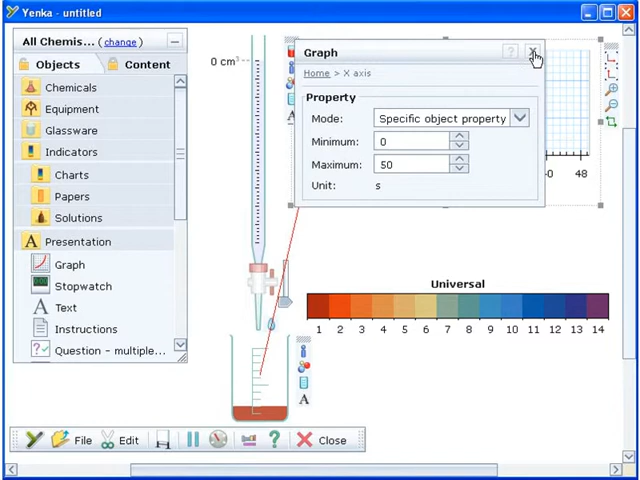 Yenka - untitled
All Chemis... (change)
Objects
Content
Chemicals
Equipment
Glassware
Indicators
Charts
Papers
Solutions
Presentation
Graph
Stopwatch
Text
Instructions
Question - multiple...
0 cm³
Graph
Home > X axis
Property
Mode: Specific object property
Minimum: 0
Maximum: 50
Unit: s
48
Universal
1 2 3 4 5 6 7 8 9 10 11 12 13 14
File
Edit
Close